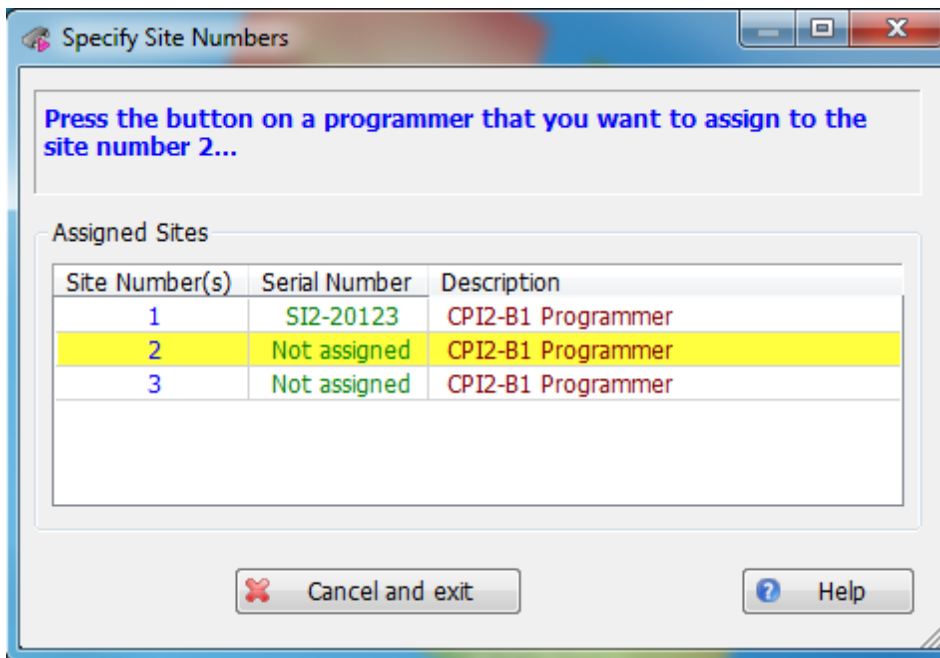 Specify Site Numbers
Press the button on a programmer that you want to assign to the
site number 2...
Assigned Sites
Site Number(s) Serial Number Description
1 SI2-20123 CPI2-B1 Programmer
2 Not assigned CPI2-B1 Programmer
3 Not assigned CPI2-B1 Programmer
Cancel and exit Help